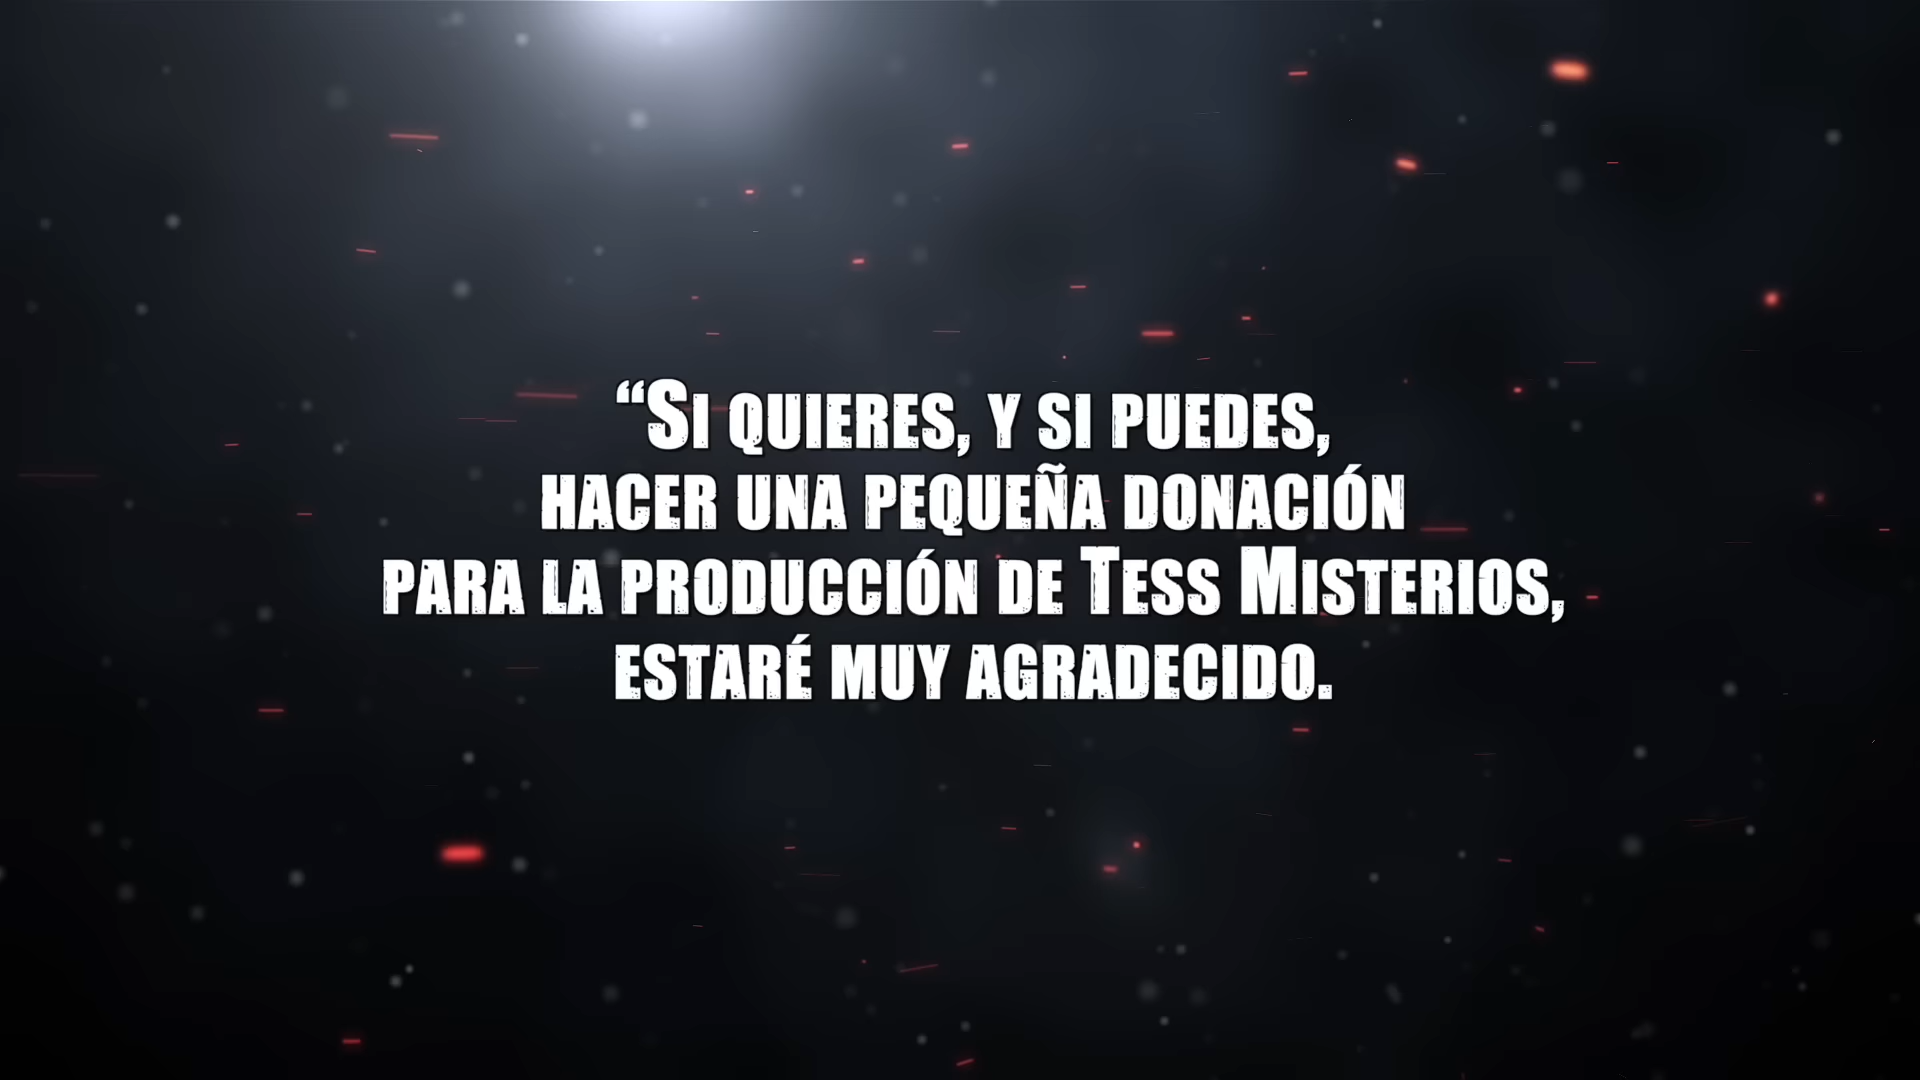 “Si quieres, y si puedes,
hacer una pequeña donación
para la producción de Tess Misterios,
estaré muy agradecido.